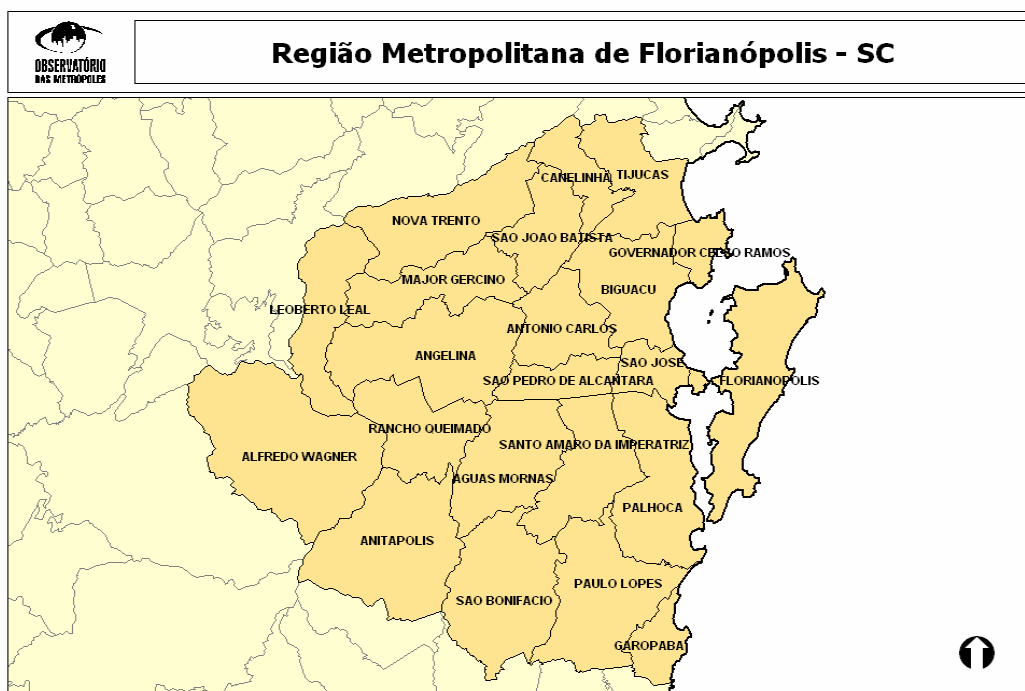 OBSERVATÓRIO
DAS METRÓPOLES
Região Metropolitana de Florianópolis - SC
CANELINHA
TIJUCAS
NOVA TRENTO
SAO JOAO BATISTA
GOVERNADOR CELSO RAMOS
MAJOR GERCINO
BIGUACU
LEOBERTO LEAL
ANTONIO CARLOS
ANGELINA
SAO JOSE
SAO PEDRO DE ALCANTARA
FLORIANOPOLIS
RANCHO QUEIMADO
SANTO AMARO DA IMPERATRIZ
ALFREDO WAGNER
AGUAS MORNAS
PALHOCA
ANITAPOLIS
PAULO LOPES
SAO BONIFACIO
GAROPABA